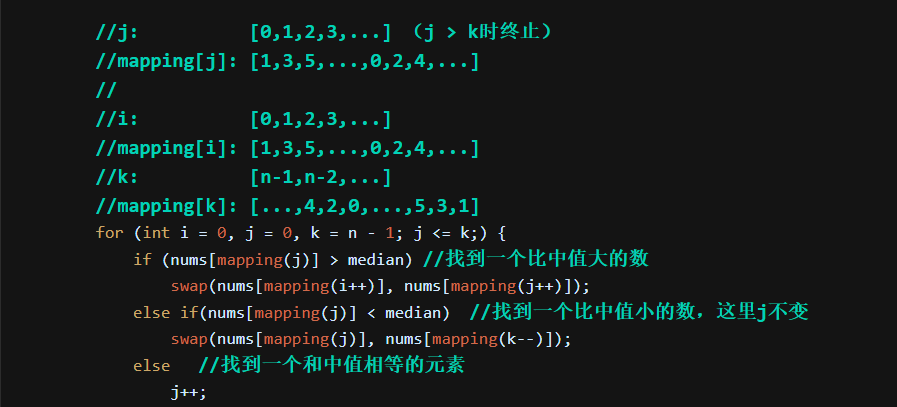 //j:          [0,1,2,3,...] （j > k时终止）
//mapping[j]: [1,3,5,...,0,2,4,...]
//
//i:          [0,1,2,3,...]
//mapping[i]: [1,3,5,...,0,2,4,...]
//k:          [n-1,n-2,...]
//mapping[k]: [...,4,2,0,...,5,3,1]
for (int i = 0, j = 0, k = n - 1; j <= k;) {
    if (nums[mapping(j)] > median) //找到一个比中值大的数
        swap(nums[mapping(i++)], nums[mapping(j++)]);
    else if(nums[mapping(j)] < median)  //找到一个比中值小的数，这里j不变
        swap(nums[mapping(j)], nums[mapping(k--)]);
    else   //找到一个和中值相等的元素
        j++;